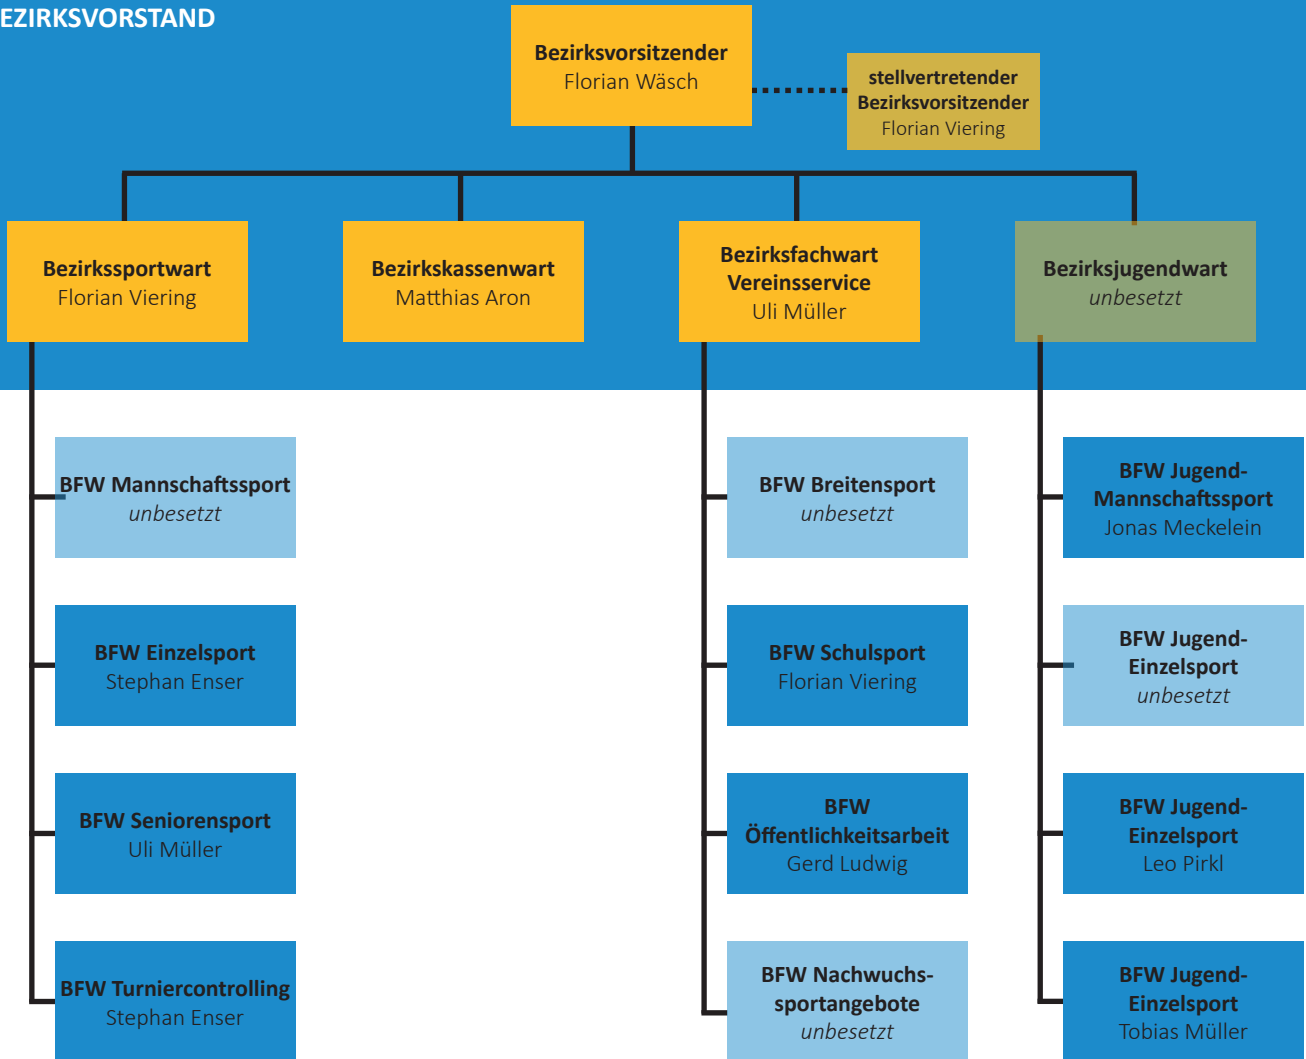 EZIRKSVORSTAND
Bezirksvorsitzender
Florian Wäsch
stellvertretender
Bezirksvorsitzender
Florian Viering
Bezirkssportwart
Florian Viering
Bezirkskassenwart
Matthias Aron
Bezirksfachwart
Vereinsservice
Uli Müller
Bezirksjugendwart
unbesetzt
BFW Mannschaftssport
unbesetzt
BFW Einzelsport
Stephan Enser
BFW Seniorensport
Uli Müller
BFW Turniercontrolling
Stephan Enser
BFW Breitensport
unbesetzt
BFW Schulsport
Florian Viering
BFW
Öffentlichkeitsarbeit
Gerd Ludwig
BFW Nachwuchs-
sportangebote
unbesetzt
BFW Jugend-
Mannschaftssport
Jonas Meckelein
BFW Jugend-
Einzelsport
unbesetzt
BFW Jugend-
Einzelsport
Leo Pirkl
BFW Jugend-
Einzelsport
Tobias Müller